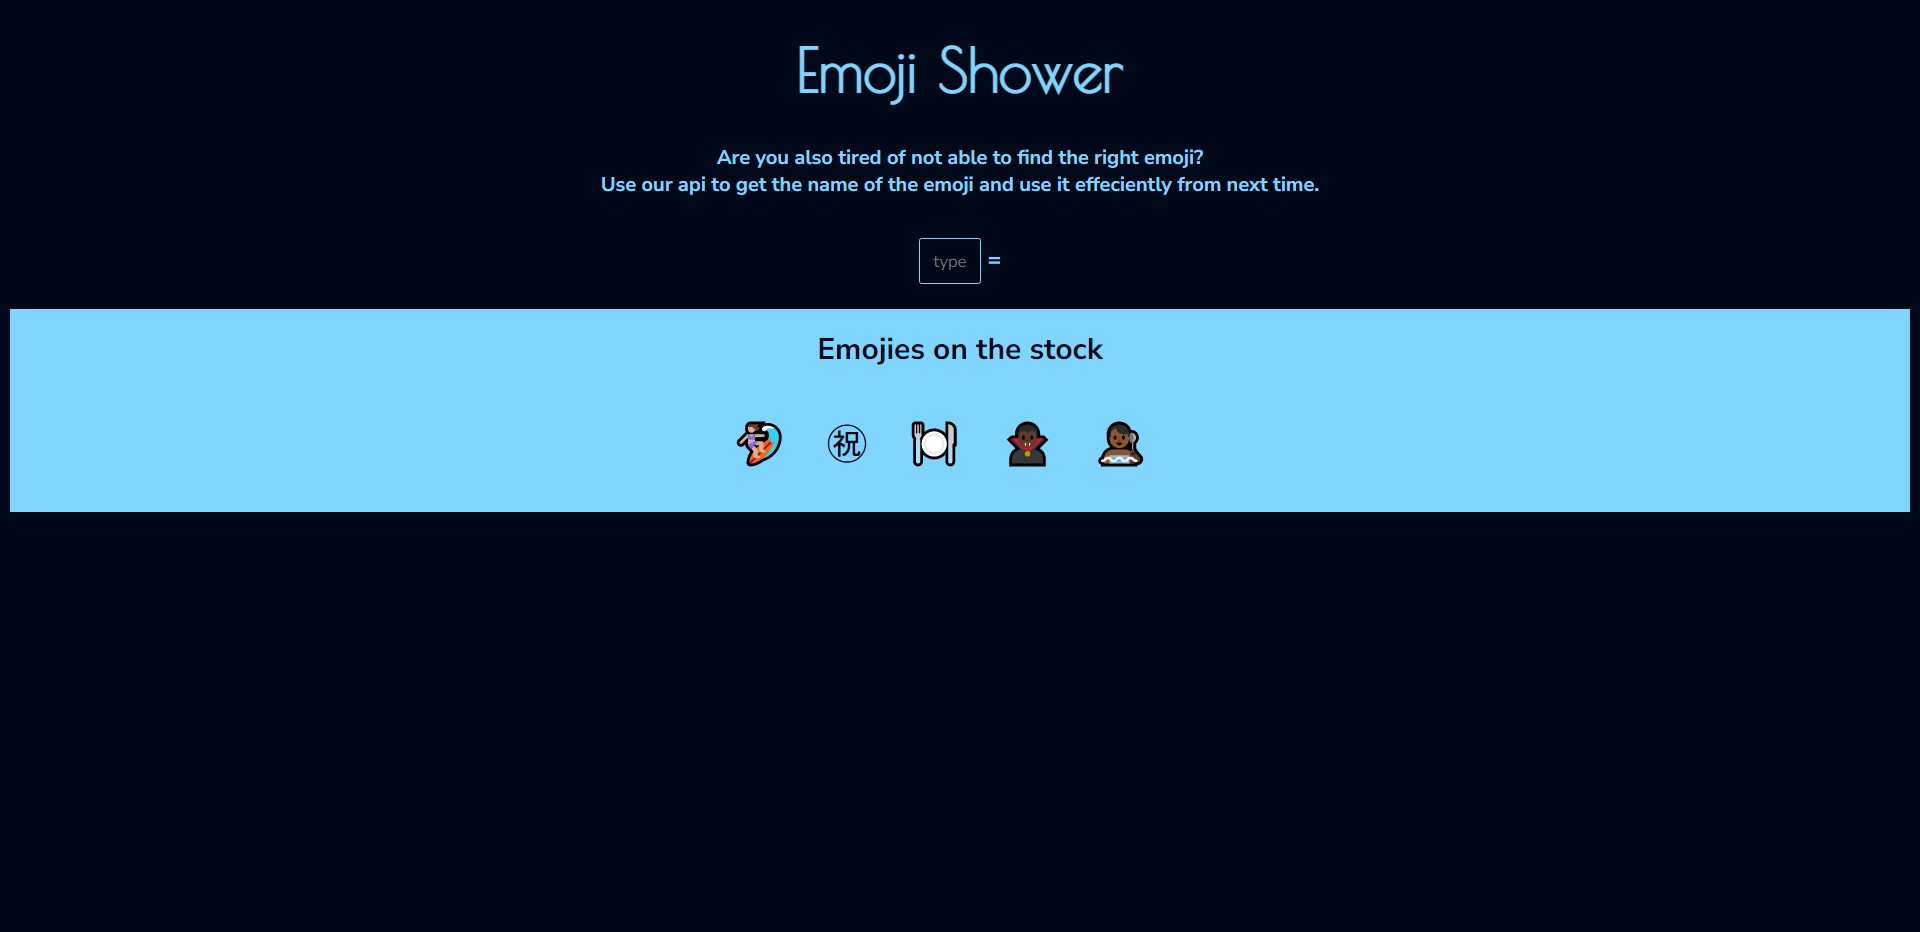 Emoji Shower
Are you also tired of not able to find the right emoji?
Use our api to get the name of the emoji and use it effeciently from next time.
type =
Emojies on the stock
㊗